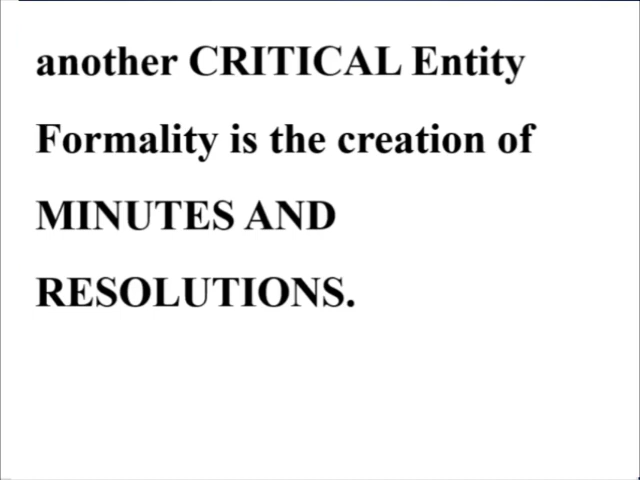 another CRITICAL Entity
Formality is the creation of
MINUTES AND
RESOLUTIONS.